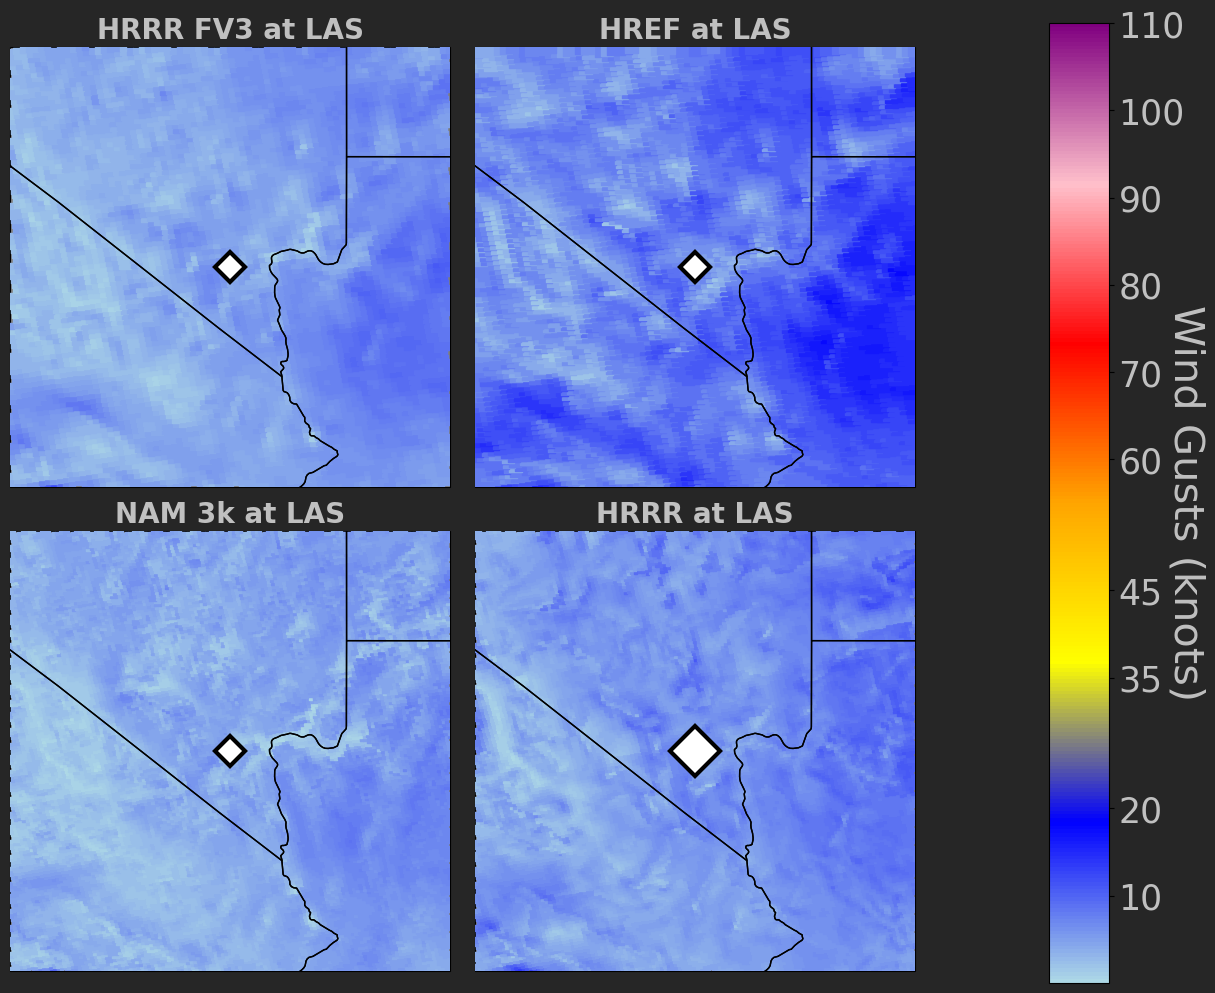 HRRR FV3 at LAS
HREF at LAS
NAM 3k at LAS
HRRR at LAS
110
100
90
80
70
60
45
35
20
10
Wind Gusts (knots)